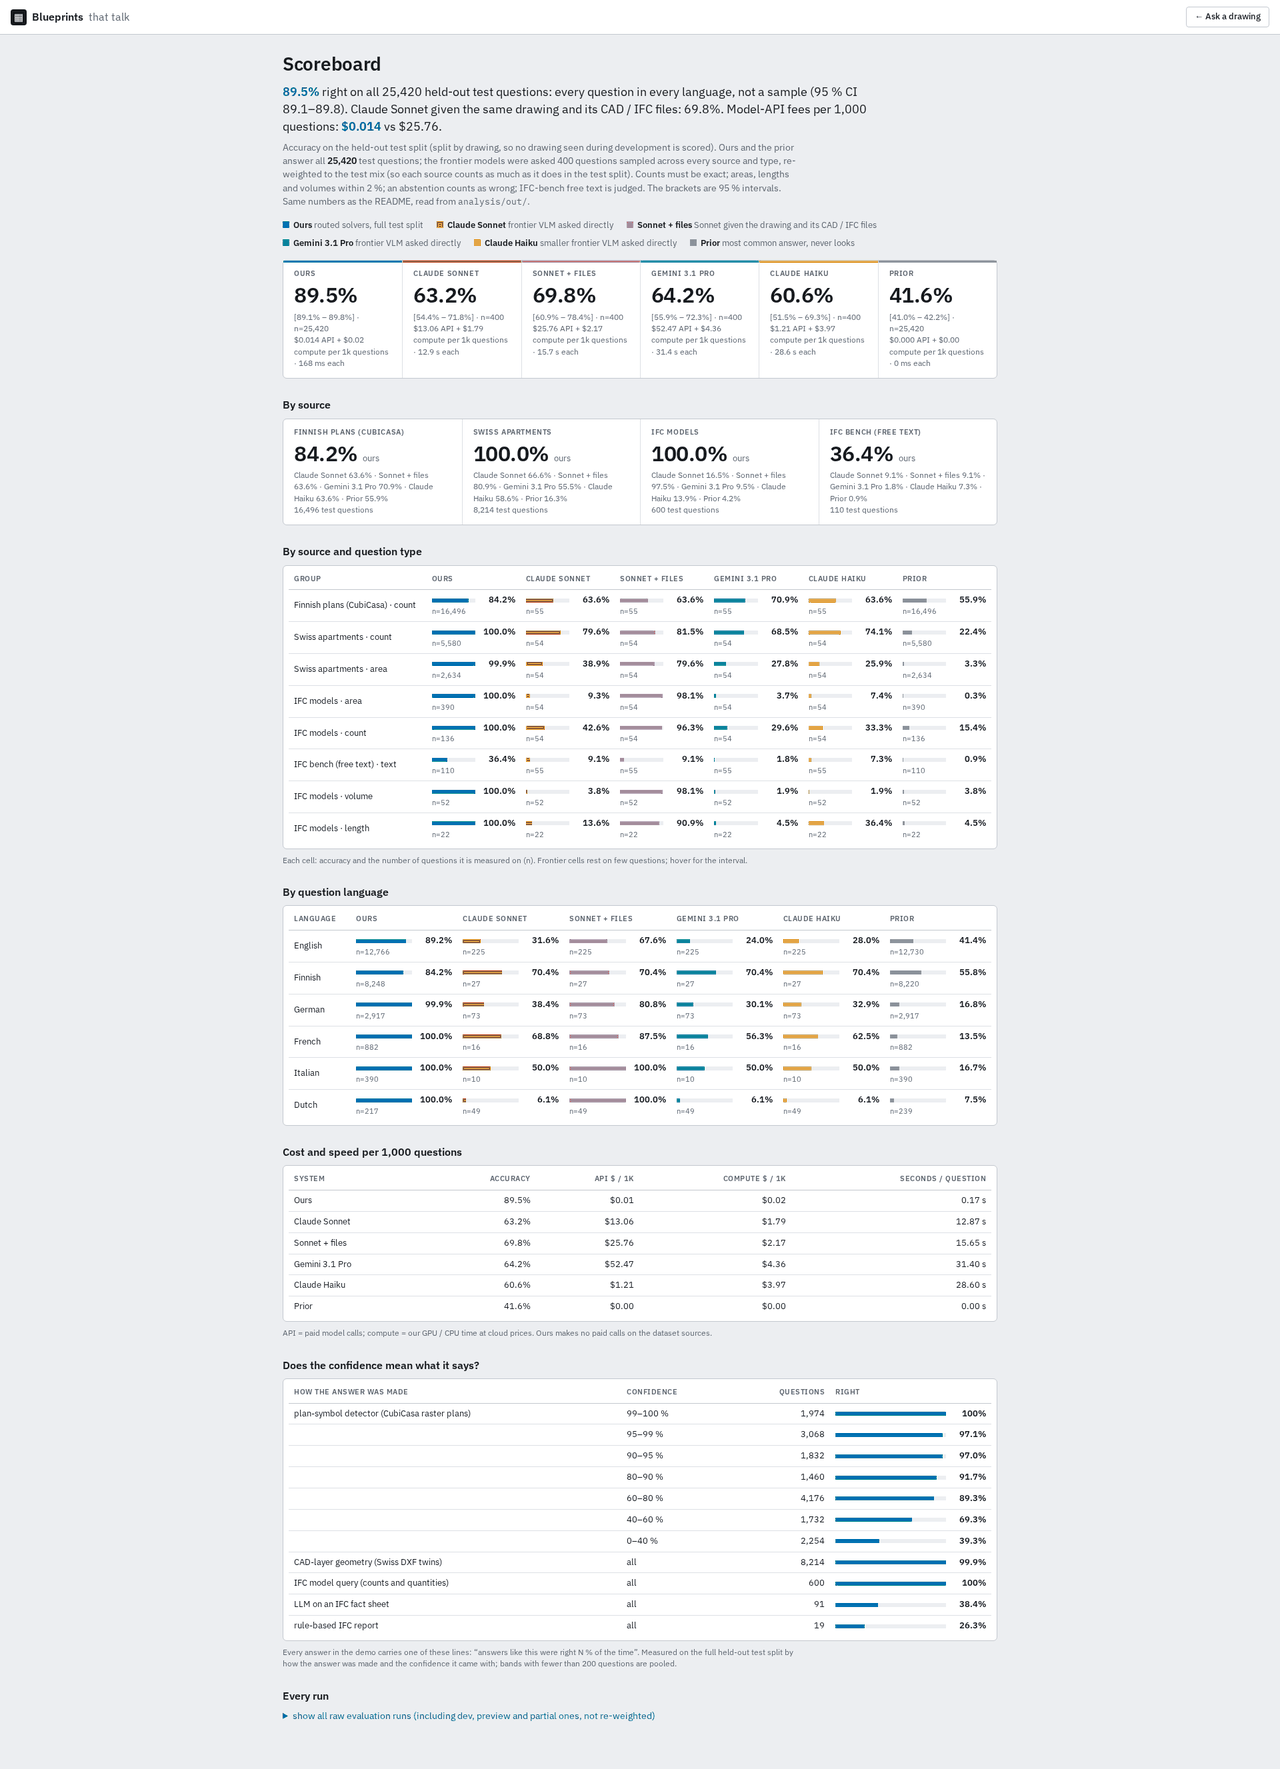 Blueprints that talk
← Ask a drawing
Scoreboard
89.5% right on all 25,420 held-out test questions: every question in every language, not a sample (95 % CI
89.1–89.8). Claude Sonnet given the same drawing and its CAD / IFC files: 69.8%. Model-API fees per 1,000
questions: $0.014 vs $25.76.
Accuracy on the held-out test split (split by drawing, so no drawing seen during development is scored). Ours and the prior
answer all 25,420 test questions; the frontier models were asked 400 questions sampled across every source and type, re-
weighted to the test mix (so each source counts as much as it does in the test split). Counts must be exact; areas, lengths
and volumes within 2 %; an abstention counts as wrong; IFC-bench free text is judged. The brackets are 95 % intervals.
Same numbers as the README, read from analysis/out/.
Ours routed solvers, full test split Claude Sonnet frontier VLM asked directly Sonnet + files Sonnet given the drawing and its CAD / IFC files
Gemini 3.1 Pro frontier VLM asked directly Claude Haiku smaller frontier VLM asked directly Prior most common answer, never looks
OURS
89.5%
[89.1% – 89.8%] ·
n=25,420
$0.014 API + $0.02
compute per 1k questions
· 168 ms each
CLAUDE SONNET
63.2%
[54.4% – 71.8%] · n=400
$13.06 API + $1.79
compute per 1k questions
· 12.9 s each
SONNET + FILES
69.8%
[60.9% – 78.4%] · n=400
$25.76 API + $2.17
compute per 1k questions
· 15.7 s each
GEMINI 3.1 PRO
64.2%
[55.9% – 72.3%] · n=400
$52.47 API + $4.36
compute per 1k questions
· 31.4 s each
CLAUDE HAIKU
60.6%
[51.5% – 69.3%] · n=400
$1.21 API + $3.97
compute per 1k questions
· 28.6 s each
PRIOR
41.6%
[41.0% – 42.2%] ·
n=25,420
$0.000 API + $0.00
compute per 1k questions
· 0 ms each
By source
FINNISH PLANS (CUBICASA)
84.2% ours
Claude Sonnet 63.6% · Sonnet + files
63.6% · Gemini 3.1 Pro 70.9% · Claude
Haiku 63.6% · Prior 55.9%
16,496 test questions
SWISS APARTMENTS
100.0% ours
Claude Sonnet 66.6% · Sonnet + files
80.9% · Gemini 3.1 Pro 55.5% · Claude
Haiku 58.6% · Prior 16.3%
8,214 test questions
IFC MODELS
100.0% ours
Claude Sonnet 16.5% · Sonnet + files
97.5% · Gemini 3.1 Pro 9.5% · Claude
Haiku 13.9% · Prior 4.2%
600 test questions
IFC BENCH (FREE TEXT)
36.4% ours
Claude Sonnet 9.1% · Sonnet + files 9.1% ·
Gemini 3.1 Pro 1.8% · Claude Haiku 7.3% ·
Prior 0.9%
110 test questions
By source and question type
GROUP OURS CLAUDE SONNET SONNET + FILES GEMINI 3.1 PRO CLAUDE HAIKU PRIOR
Finnish plans (CubiCasa) · count 84.2% 63.6% 63.6% 70.9% 63.6% 55.9%
n=16,496 n=55 n=55 n=55 n=55 n=16,496
Swiss apartments · count 100.0% 79.6% 81.5% 68.5% 74.1% 22.4%
n=5,580 n=54 n=54 n=54 n=54 n=5,580
Swiss apartments · area 99.9% 38.9% 79.6% 27.8% 25.9% 3.3%
n=2,634 n=54 n=54 n=54 n=54 n=2,634
IFC models · area 100.0% 9.3% 98.1% 3.7% 7.4% 0.3%
n=390 n=54 n=54 n=54 n=54 n=390
IFC models · count 100.0% 42.6% 96.3% 29.6% 33.3% 15.4%
n=136 n=54 n=54 n=54 n=54 n=136
IFC bench (free text) · text 36.4% 9.1% 9.1% 1.8% 7.3% 0.9%
n=110 n=55 n=55 n=55 n=55 n=110
IFC models · volume 100.0% 3.8% 98.1% 1.9% 1.9% 3.8%
n=52 n=52 n=52 n=52 n=52 n=52
IFC models · length 100.0% 13.6% 90.9% 4.5% 36.4% 4.5%
n=22 n=22 n=22 n=22 n=22 n=22
Each cell: accuracy and the number of questions it is measured on (n). Frontier cells rest on few questions; hover for the interval.
By question language
LANGUAGE OURS CLAUDE SONNET SONNET + FILES GEMINI 3.1 PRO CLAUDE HAIKU PRIOR
English 89.2% 31.6% 67.6% 24.0% 28.0% 41.4%
n=12,766 n=225 n=225 n=225 n=225 n=12,730
Finnish 84.2% 70.4% 70.4% 70.4% 70.4% 55.8%
n=8,248 n=27 n=27 n=27 n=27 n=8,220
German 99.9% 38.4% 80.8% 30.1% 32.9% 16.8%
n=2,917 n=73 n=73 n=73 n=73 n=2,917
French 100.0% 68.8% 87.5% 56.3% 62.5% 13.5%
n=882 n=16 n=16 n=16 n=16 n=882
Italian 100.0% 50.0% 100.0% 50.0% 50.0% 16.7%
n=390 n=10 n=10 n=10 n=10 n=390
Dutch 100.0% 6.1% 100.0% 6.1% 6.1% 7.5%
n=217 n=49 n=49 n=49 n=49 n=239
Cost and speed per 1,000 questions
SYSTEM ACCURACY API $ / 1K COMPUTE $ / 1K SECONDS / QUESTION
Ours 89.5% $0.01 $0.02 0.17 s
Claude Sonnet 63.2% $13.06 $1.79 12.87 s
Sonnet + files 69.8% $25.76 $2.17 15.65 s
Gemini 3.1 Pro 64.2% $52.47 $4.36 31.40 s
Claude Haiku 60.6% $1.21 $3.97 28.60 s
Prior 41.6% $0.00 $0.00 0.00 s
API = paid model calls; compute = our GPU / CPU time at cloud prices. Ours makes no paid calls on the dataset sources.
Does the confidence mean what it says?
HOW THE ANSWER WAS MADE CONFIDENCE QUESTIONS RIGHT
plan-symbol detector (CubiCasa raster plans) 99–100 % 1,974 100%
95–99 % 3,068 97.1%
90–95 % 1,832 97.0%
80–90 % 1,460 91.7%
60–80 % 4,176 89.3%
40–60 % 1,732 69.3%
0–40 % 2,254 39.3%
CAD-layer geometry (Swiss DXF twins) all 8,214 99.9%
IFC model query (counts and quantities) all 600 100%
LLM on an IFC fact sheet all 91 38.4%
rule-based IFC report all 19 26.3%
Every answer in the demo carries one of these lines: “answers like this were right N % of the time”. Measured on the full held-out test split by
how the answer was made and the confidence it came with; bands with fewer than 200 questions are pooled.
Every run
▶ show all raw evaluation runs (including dev, preview and partial ones, not re-weighted)